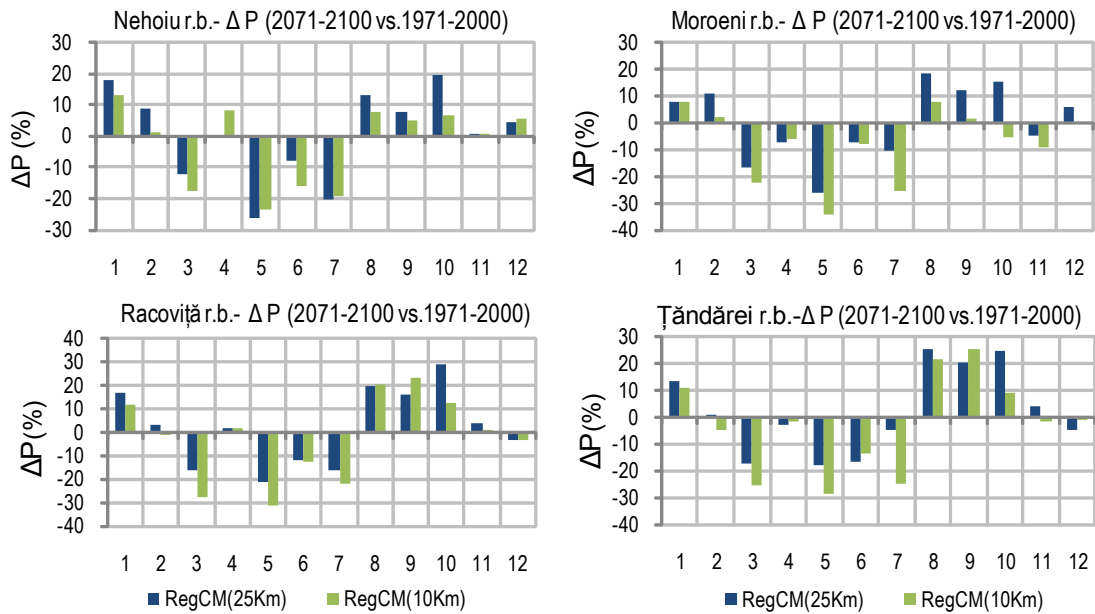 Nehoiu r.b.- Δ P (2071-2100 vs.1971-2000)
ΔP (%)
30
20
10
0
-10
-20
-30
1 2 3 4 5 6 7 8 9 10 11 12
Moroeni r.b.- Δ P (2071-2100 vs.1971-2000)
ΔP (%)
30
20
10
0
-10
-20
-30
-40
1 2 3 4 5 6 7 8 9 10 11 12
Racoviță r.b.- Δ P (2071-2100 vs.1971-2000)
ΔP (%)
40
30
20
10
0
-10
-20
-30
-40
1 2 3 4 5 6 7 8 9 10 11 12
RegCM(25Km) RegCM(10Km)
Țăndărei r.b.-Δ P (2071-2100 vs.1971-2000)
ΔP (%)
30
20
10
0
-10
-20
-30
-40
1 2 3 4 5 6 7 8 9 10 11 12
RegCM(25Km) RegCM(10Km)